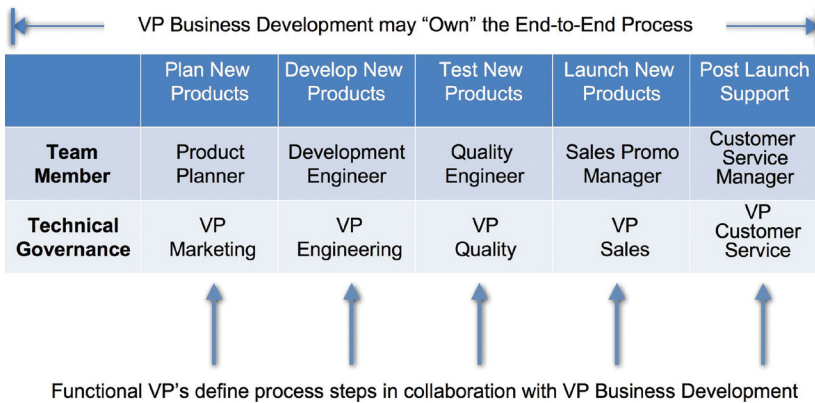 VP Business Development may “Own” the End-to-End Process
Plan New Products
Develop New Products
Test New Products
Launch New Products
Post Launch Support
Team Member
Product Planner
Development Engineer
Quality Engineer
Sales Promo Manager
Customer Service Manager
Technical Governance
VP Marketing
VP Engineering
VP Quality
VP Sales
VP Customer Service
Functional VP's define process steps in collaboration with VP Business Development